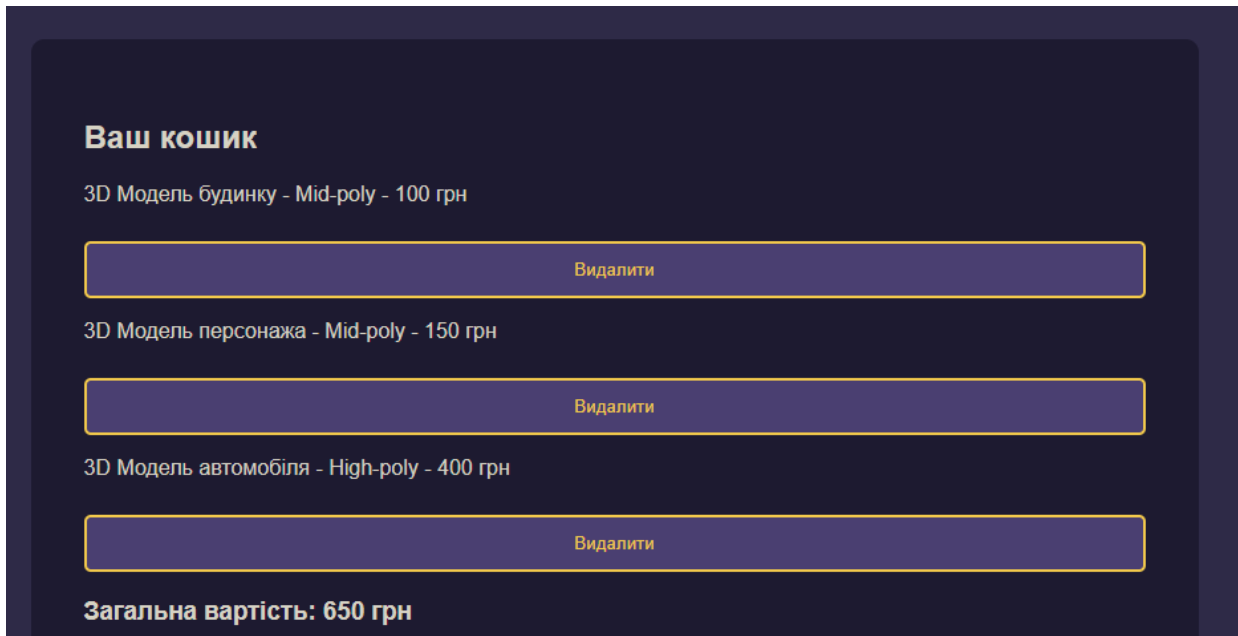 Ваш кошик
3D Модель будинку - Mid-poly - 100 грн
Видалити
3D Модель персонажа - Mid-poly - 150 грн
Видалити
3D Модель автомобіля - High-poly - 400 грн
Видалити
Загальна вартість: 650 грн